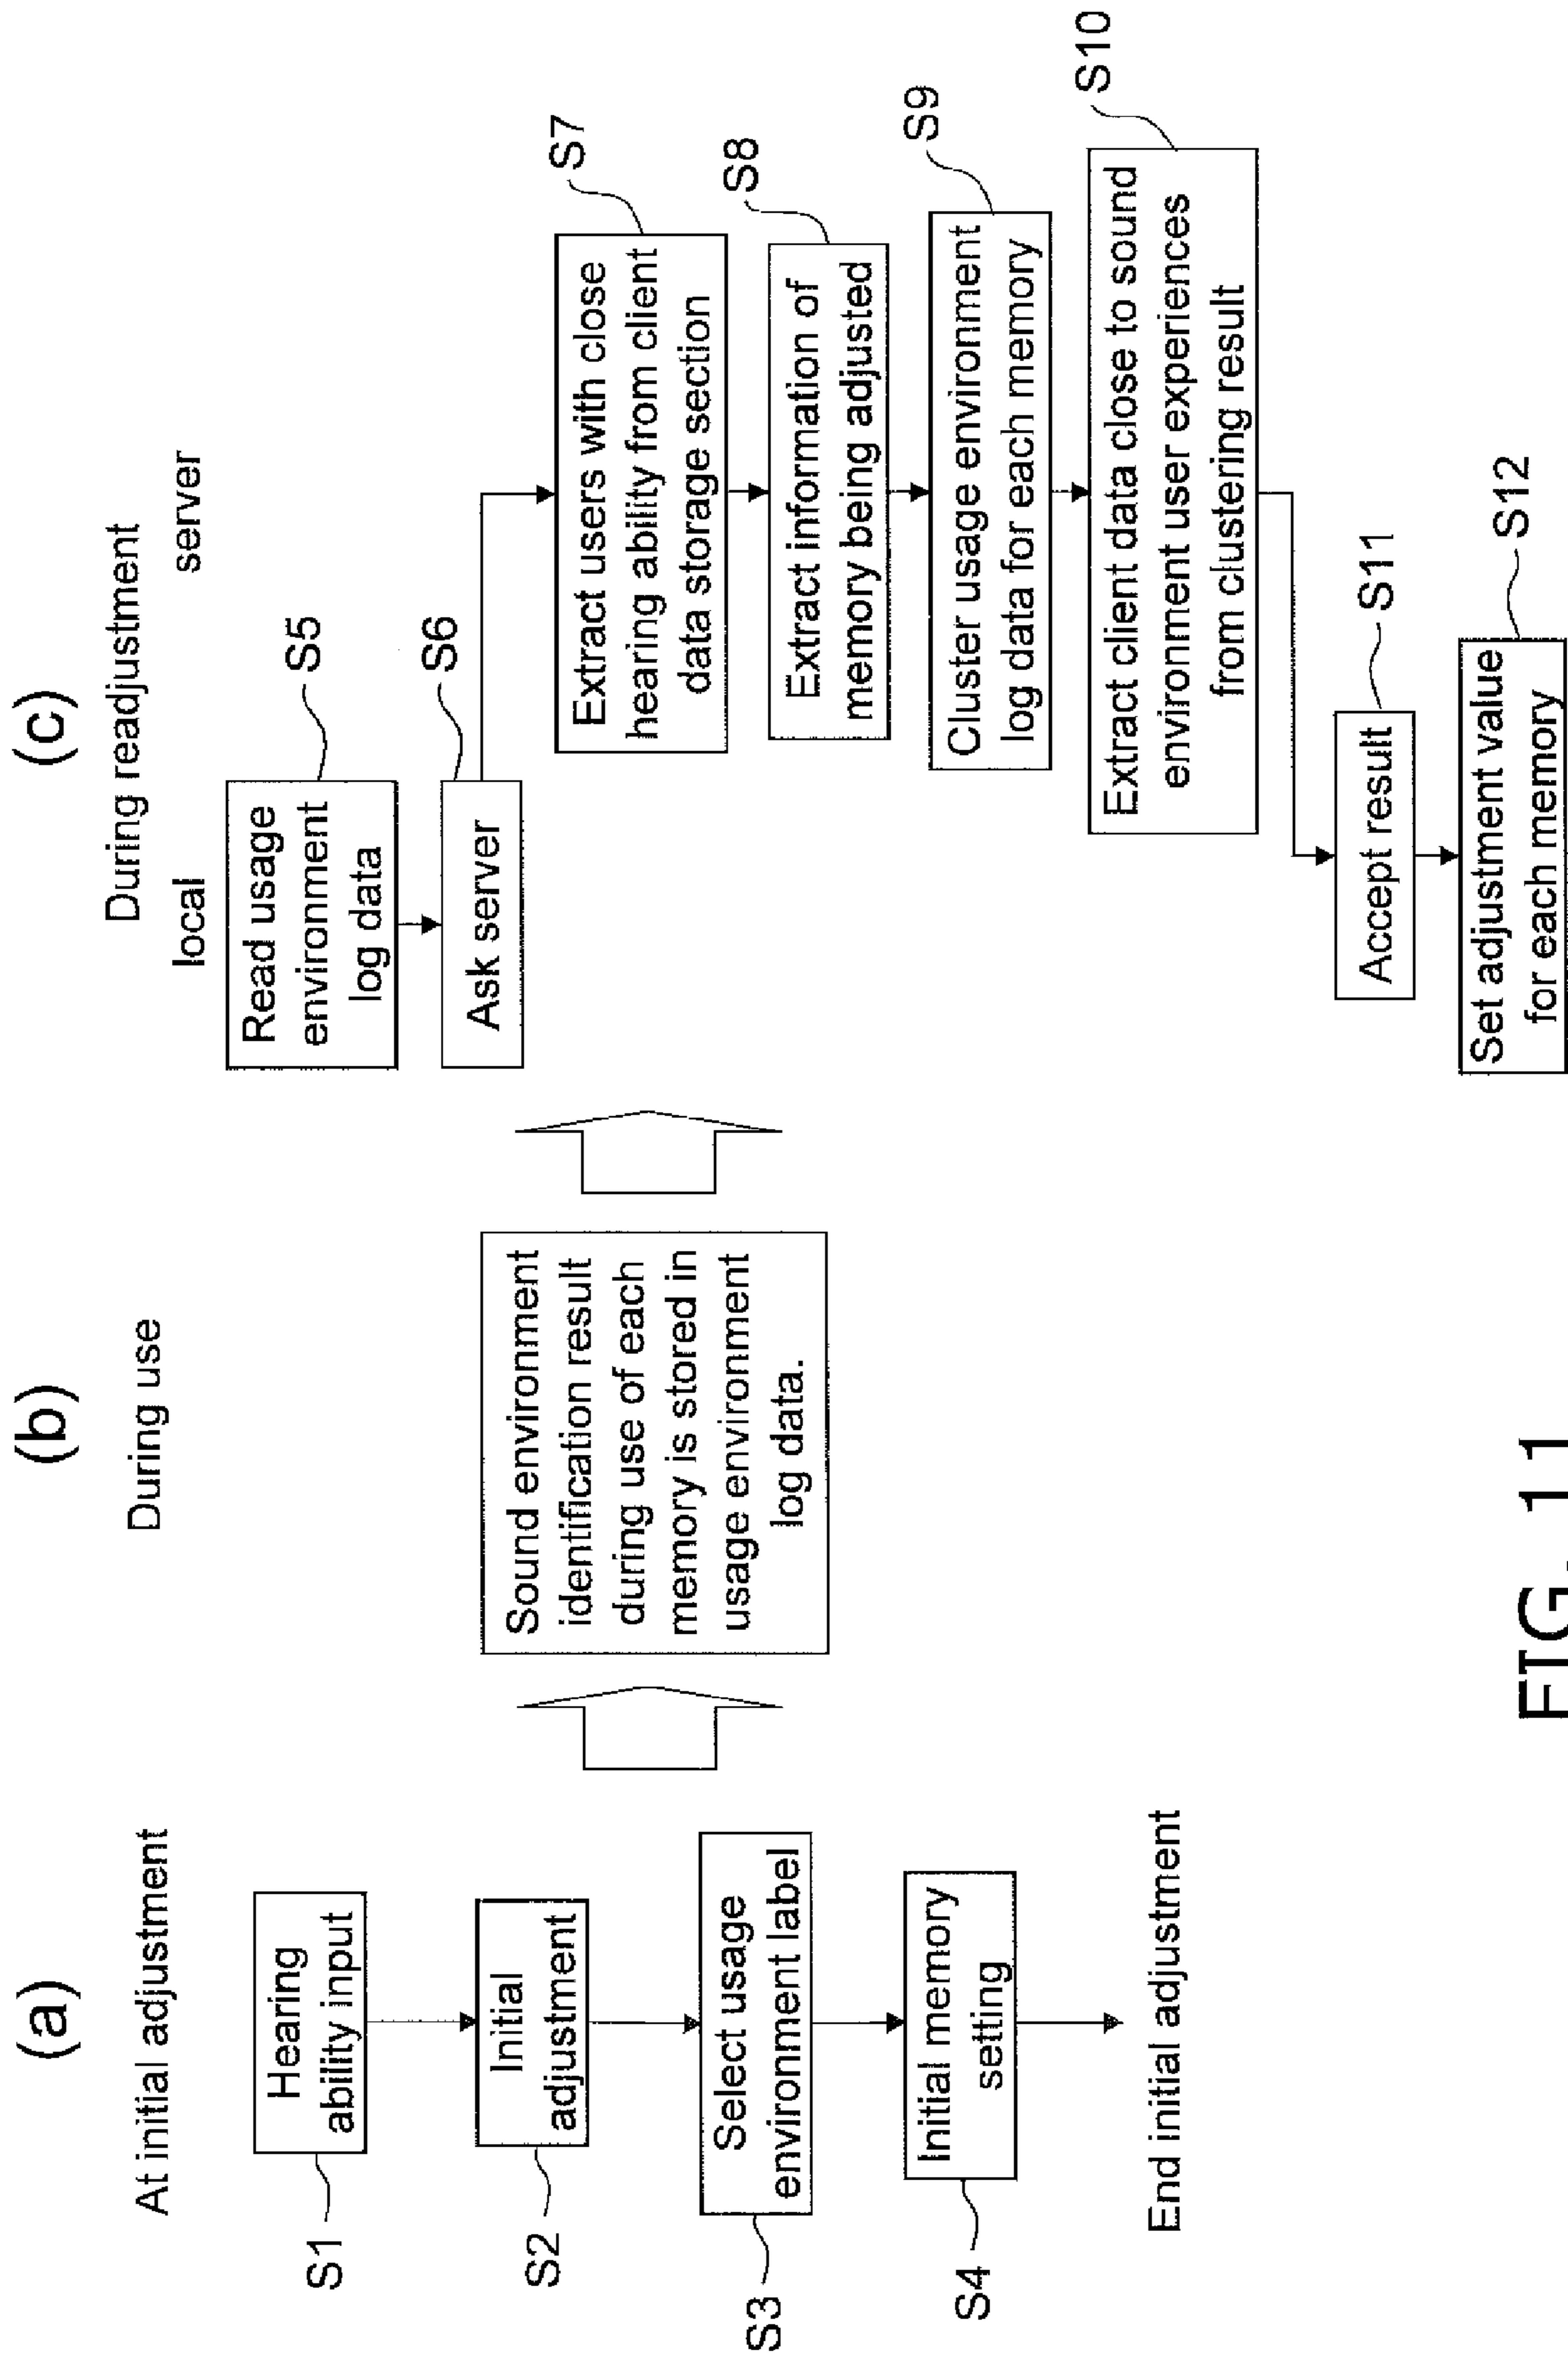 (a)
At initial adjustment
S1
Hearing
ability input
S2
Initial
adjustment
S3
Select usage
environment label
S4
Initial memory
setting
End initial adjustment
(b)
During use
Sound environment
identification result
during use of each
memory is stored in
usage environment
log data.
(c)
During readjustment
local
server
Read usage
environment
log data
S5
Ask server
S6
Extract users with close
hearing ability from client
data storage section
S7
Extract information of
memory being adjusted
S8
Cluster usage environment
log data for each memory
S9
Extract client data close to sound
environment user experiences
from clustering result
S10
Accept result
S11
Set adjustment value
for each memory
S12
FIG. 11